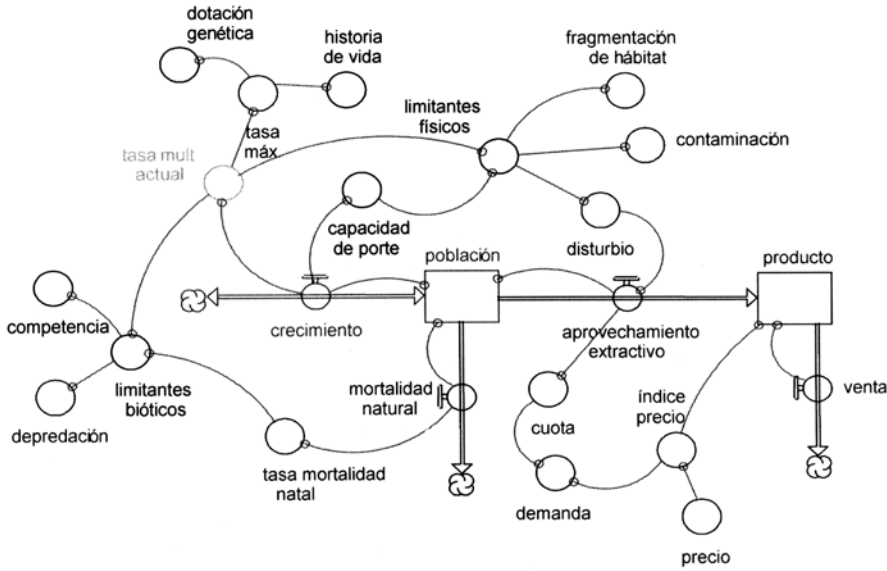 dotación
genética
historia
de vida
fragmentación
de hábitat
limitantes
físicos
tasa
máx
contaminación
tasa mult
actual
capacidad
de porte
disturbio
población
producto
competencia
crecimiento
aprovechamiento
extractivo
limitantes
bióticos
mortalidad
natural
índice
precio
venta
depredación
cuota
tasa mortalidad
natal
demanda
precio